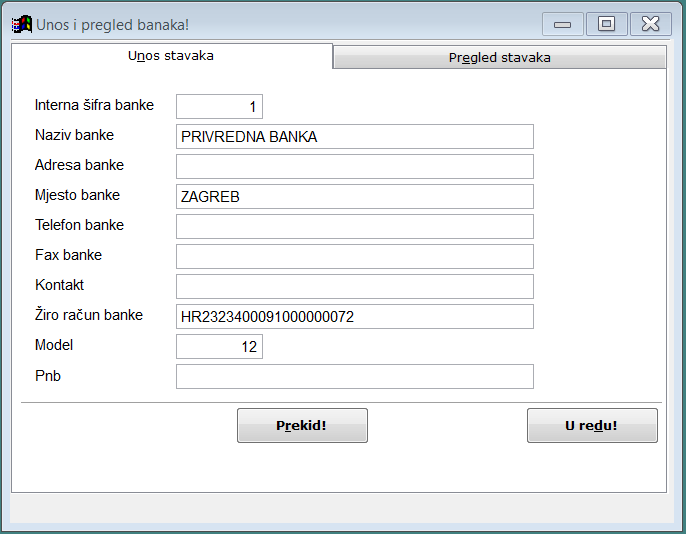 Unos i pregled banaka!
Unos stavaka
Pregled stavaka
Interna šifra banke 1
Naziv banke PRIVREDNA BANKA
Adresa banke
Mjesto banke ZAGREB
Telefon banke
Fax banke
Kontakt
Žiro račun banke HR2323400091000000072
Model 12
Pnb
Prekid! U redu!